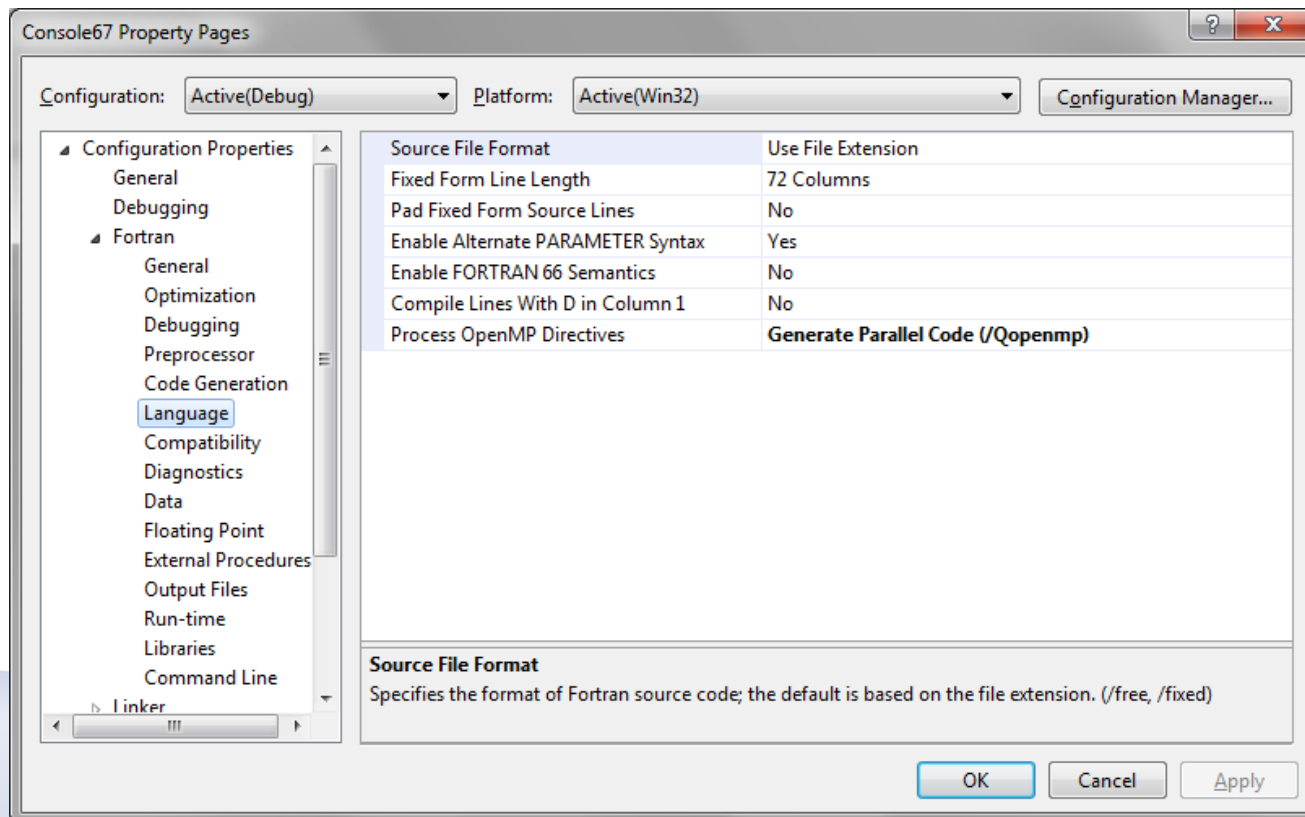 Console67 Property Pages
Configuration: Active(Debug) Platform: Active(Win32) Configuration Manager...
Configuration Properties
General
Debugging
Fortran
General
Optimization
Debugging
Preprocessor
Code Generation
Language
Compatibility
Diagnostics
Data
Floating Point
External Procedures
Output Files
Run-time
Libraries
Command Line
Linker
Source File Format Use File Extension
Fixed Form Line Length 72 Columns
Pad Fixed Form Source Lines No
Enable Alternate PARAMETER Syntax Yes
Enable FORTRAN 66 Semantics No
Compile Lines With D in Column 1 No
Process OpenMP Directives Generate Parallel Code (/Qopenmp)
Source File Format
Specifies the format of Fortran source code; the default is based on the file extension. (/free, /fixed)
OK Cancel Apply